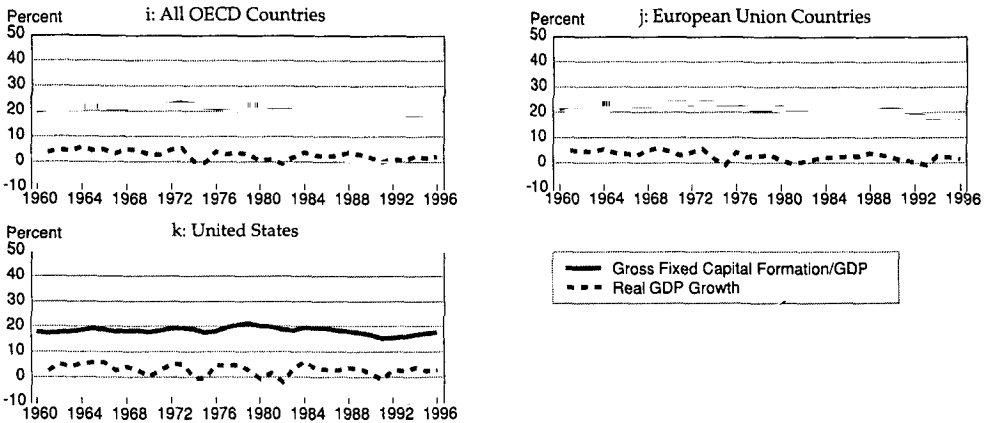 Percent i: All OECD Countries
50
40
30
20
10
0
-10
1960 1964 1968 1972 1976 1980 1984 1988 1992 1996
Percent j: European Union Countries
50
40
30
20
10
0
-10
1960 1964 1968 1972 1976 1980 1984 1988 1992 1996
Percent k: United States
50
40
30
20
10
0
-10
1960 1964 1968 1972 1976 1980 1984 1988 1992 1996
Gross Fixed Capital Formation/GDP
Real GDP Growth